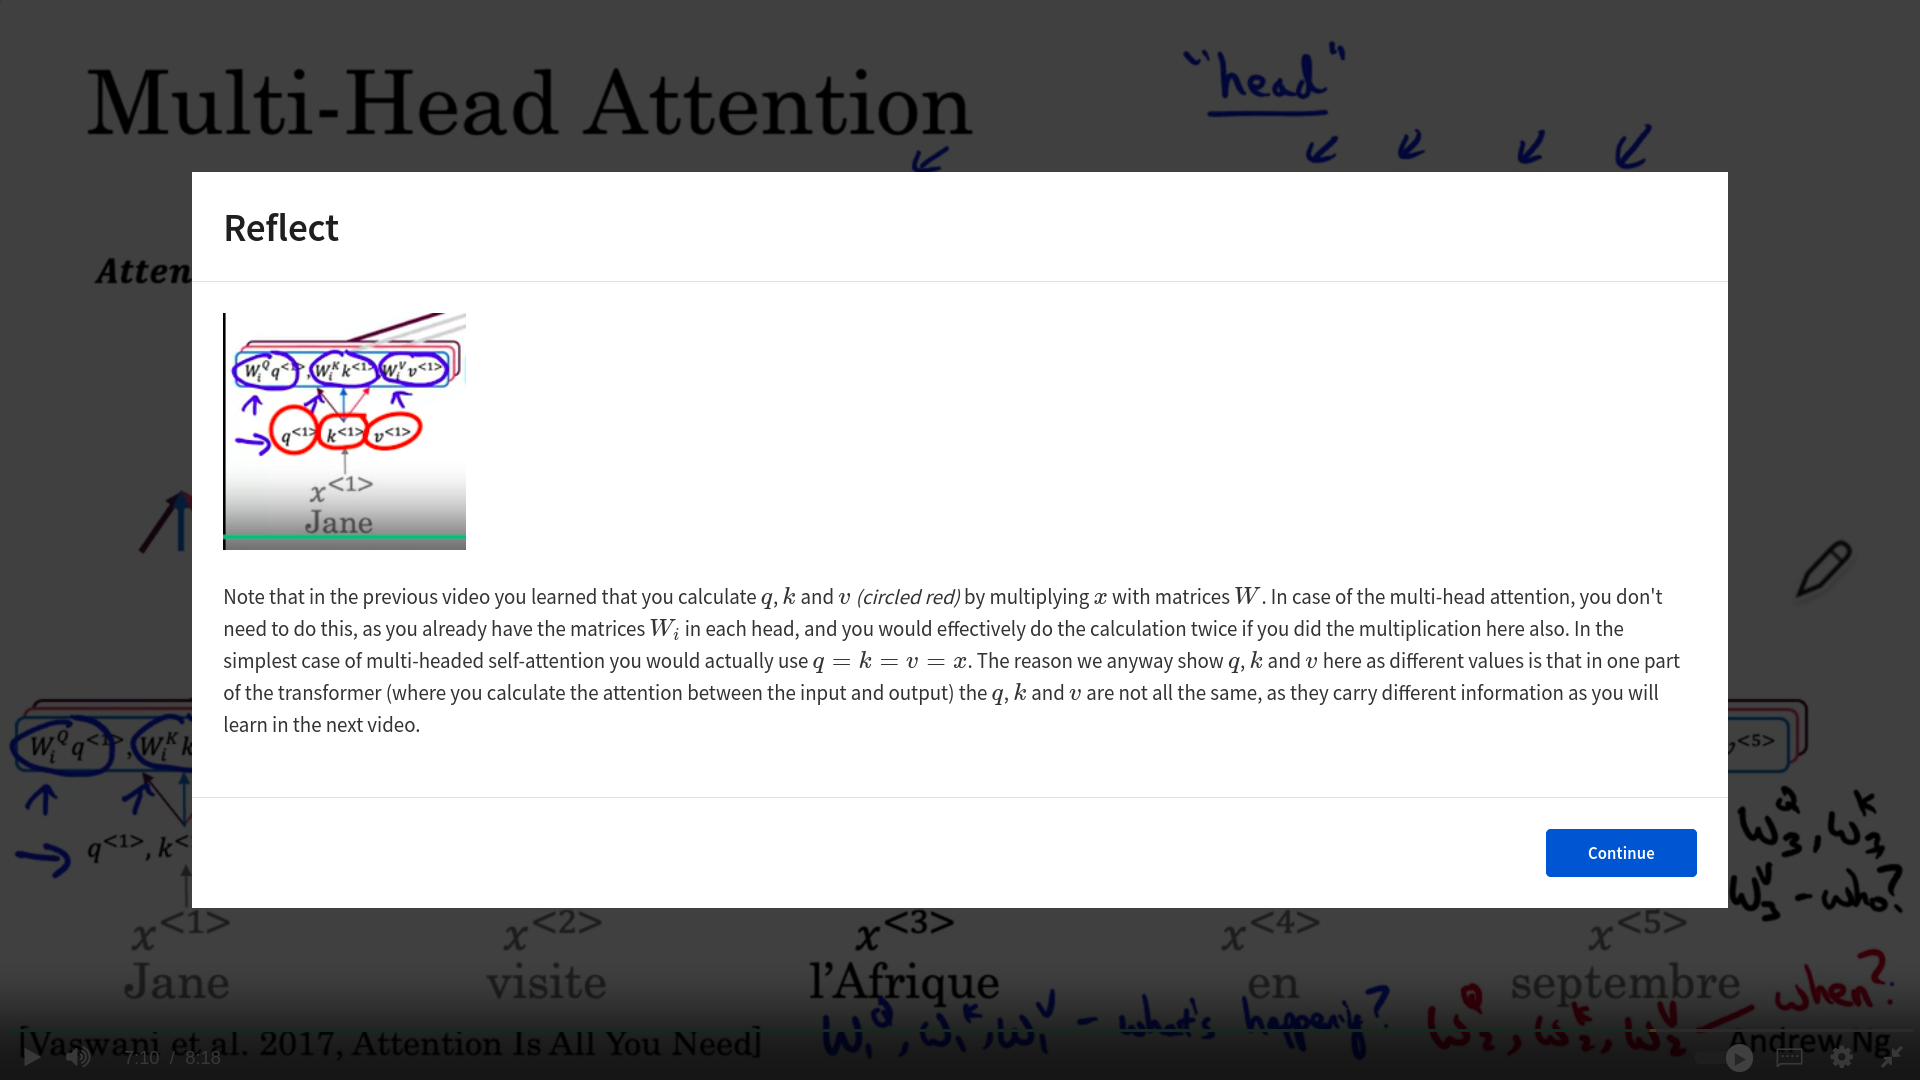 Multi-Head Attention
"head"
Reflect
Atten
W_i^Q q^<1>, W_i^K k^<1>, W_i^V v^<1>
q^<1>, k^<1>, v^<1>
x^<1>
Jane
Note that in the previous video you learned that you calculate q, k and v (circled red) by multiplying x with matrices W. In case of the multi-head attention, you don't
need to do this, as you already have the matrices W_i in each head, and you would effectively do the calculation twice if you did the multiplication here also. In the
simplest case of multi-headed self-attention you would actually use q = k = v = x. The reason we anyway show q, k and v here as different values is that in one part
of the transformer (where you calculate the attention between the input and output) the q, k and v are not all the same, as they carry different information as you will
learn in the next video.
W_i^Q q^<1>, W_i^K k
<5>
q^<1>, k^<
W_3^Q, W_3^K
W_3^V - who?
Continue
x^<1> x^<2> x^<3> x^<4> x^<5>
Jane visite l'Afrique en septembre
W_1^Q, W_1^K, W_1^V - what's happening? W_2^Q, W_2^K, W_2^V - when?
[Vaswani et al. 2017, Attention Is All You Need]
Andrew Ng
7:10 / 8:18